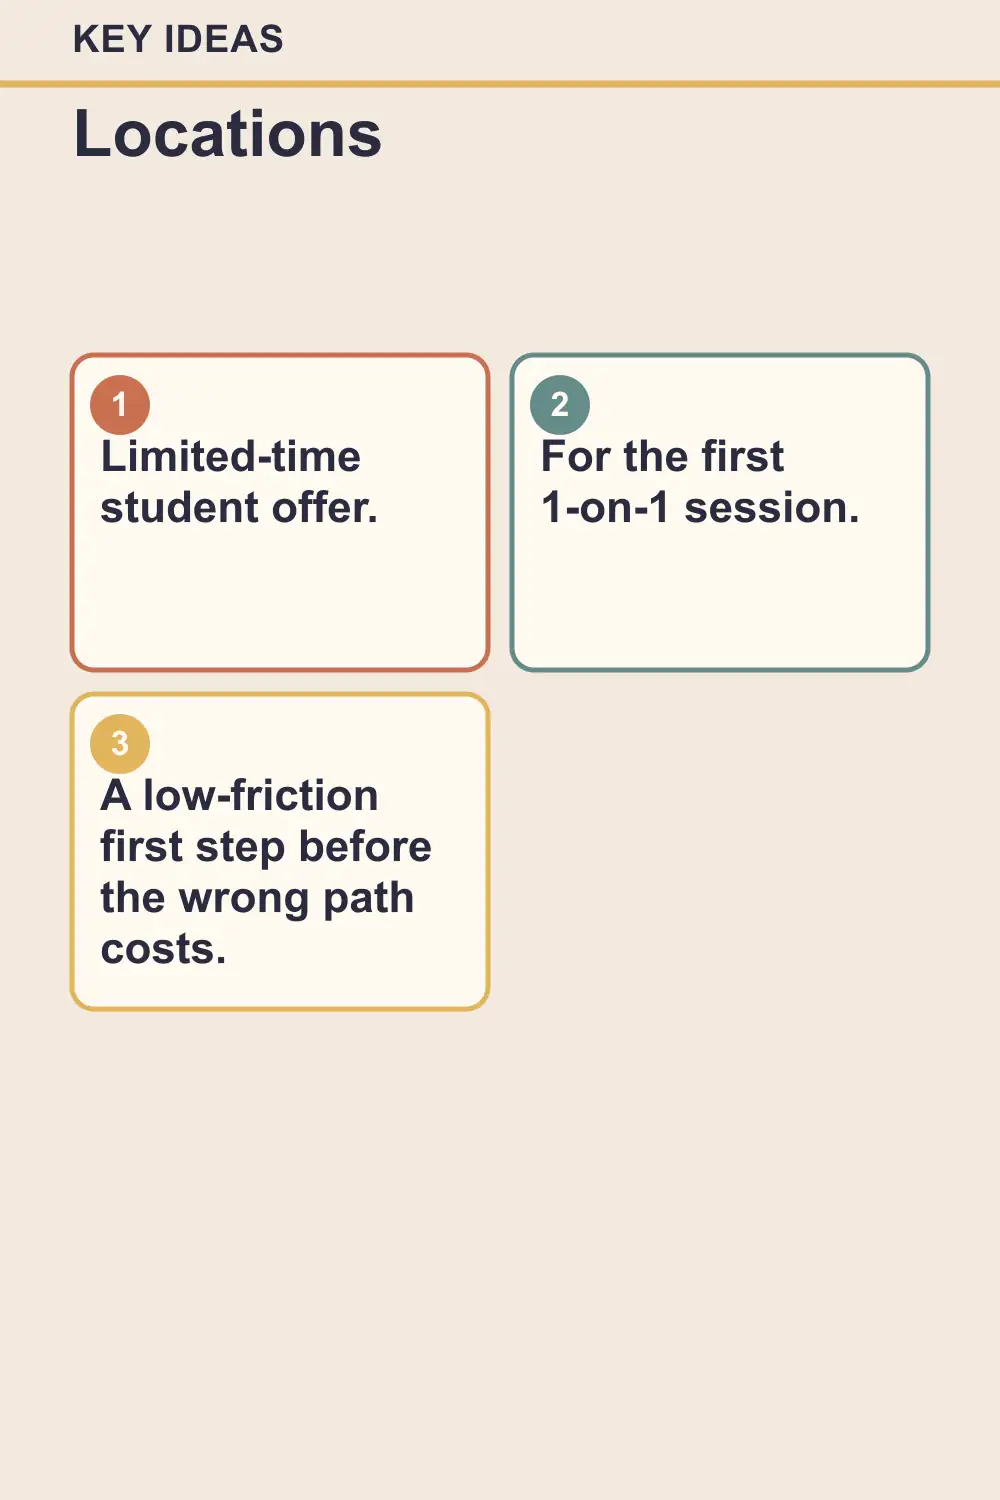 KEY IDEAS
Locations
1
Limited-time
student offer.
2
For the first
1-on-1 session.
3
A low-friction
first step before
the wrong path
costs.